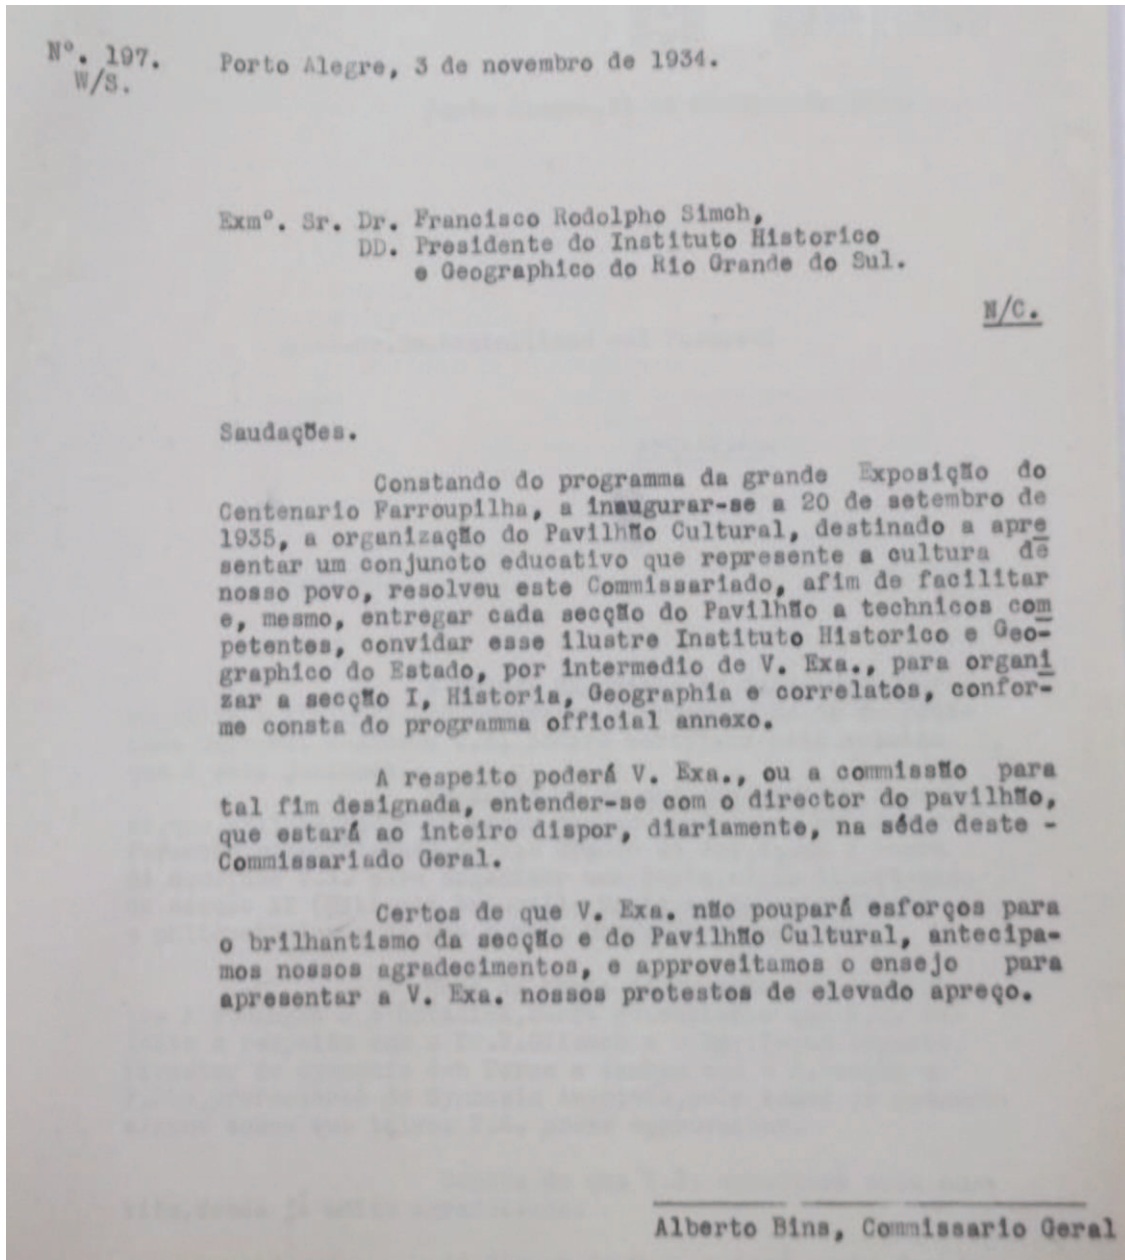 Nº. 197.
W/S.
Porto Alegre, 3 de novembro de 1934.
Exmº. Sr. Dr. Francisco Rodolpho Simch,
DD. Presidente do Instituto Historico
e Geographico do Rio Grande do Sul.
N/C.
Saudações.
Constando do programma da grande Exposição do
Centenario Farroupilha, a inaugurar-se a 20 de setembro de
1935, a organização do Pavilhão Cultural, destinado a apre
sentar um conjuncto educativo que represente a cultura de
nosso povo, resolveu este Commissariado, afim de facilitar
e, mesmo, entregar cada secção do Pavilhão a technicos com
petentes, convidar esse ilustre Instituto Historico e Geo-
graphico do Estado, por intermedio de V. Exa., para organi
zar a secção I, Historia, Geographia e correlatos, confor-
me consta do programma official annexo.
A respeito poderá V. Exa., ou a commissão para
tal fim designada, entender-se com o director do pavilhão,
que estará ao inteiro dispor, diariamente, na séde deste -
Commissariado Geral.
Certos de que V. Exa. não poupará esforços para
o brilhantismo da secção e do Pavilhão Cultural, antecipa-
mos nossos agradecimentos, e approveitamos o ensejo para
apresentar a V. Exa. nossos protestos de elevado apreço.
Alberto Bins, Commissario Geral